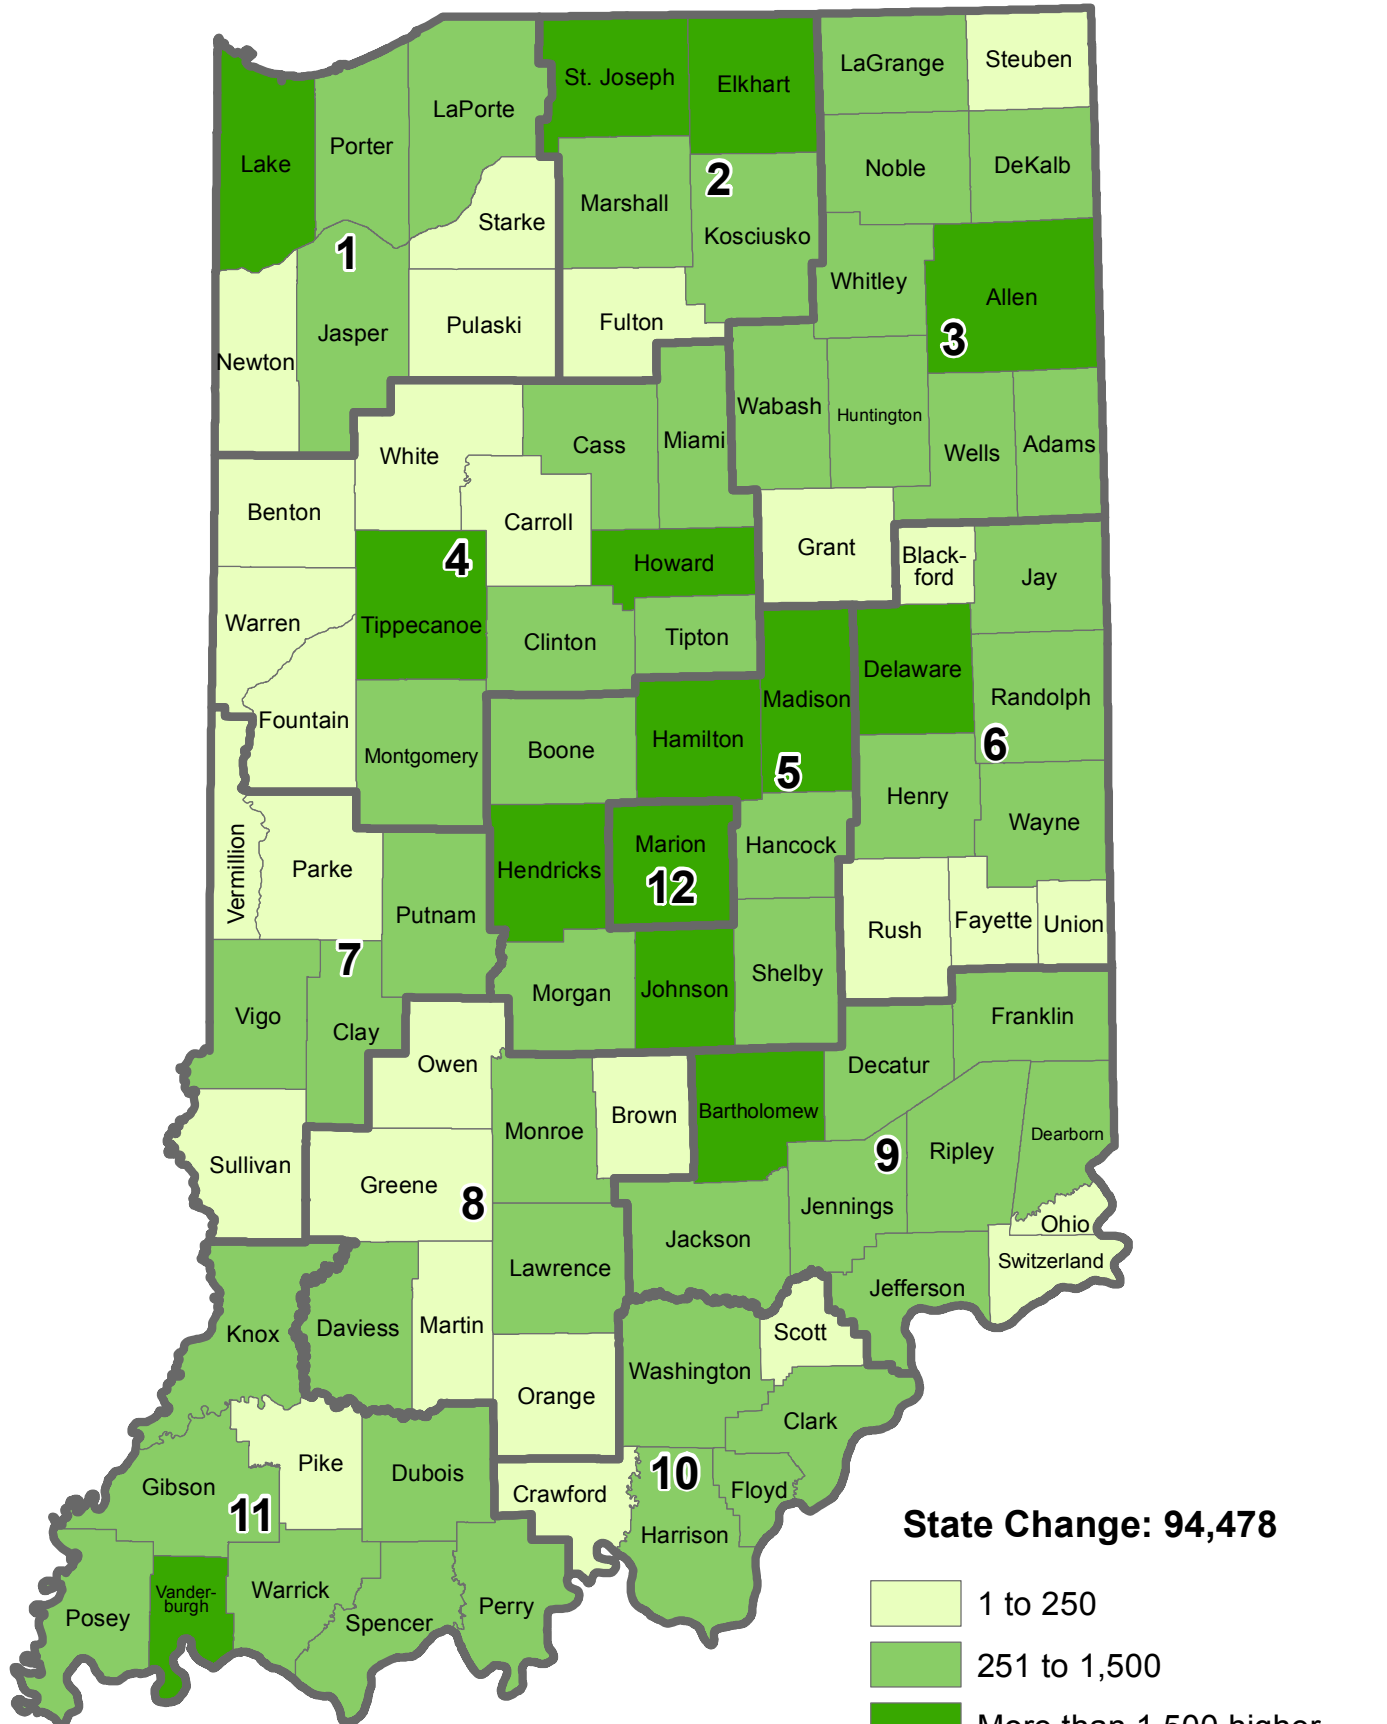 St. Joseph
Elkhart
LaGrange
Steuben
LaPorte
Porter
Lake
2
Noble
DeKalb
Marshall
Starke
Kosciusko
1
Whitley
Allen
Jasper
Pulaski
Fulton
3
Newton
Wabash
Huntington
White
Cass
Miami
Wells
Adams
Benton
Carroll
Grant
4
Howard
Black-
ford
Jay
Warren
Tippecanoe
Clinton
Tipton
Delaware
Madison
Randolph
Fountain
Montgomery
Boone
Hamilton
5
6
Henry
Wayne
Vermillion
Parke
Hendricks
Marion
12
Hancock
Putnam
Rush
Fayette
Union
7
Morgan
Johnson
Shelby
Vigo
Clay
Franklin
Owen
Decatur
Monroe
Brown
Bartholomew
Dearborn
Sullivan
Greene
8
9
Ripley
Jennings
Jackson
Ohio
Lawrence
Switzerland
Jefferson
Knox
Daviess
Martin
Scott
Orange
Washington
Clark
Pike
Dubois
10
Gibson
11
Crawford
Floyd
Harrison
Vander-
burgh
Warrick
Posey
Spencer
Perry
State Change: 94,478
1 to 250
251 to 1,500
More than 1,500 higher